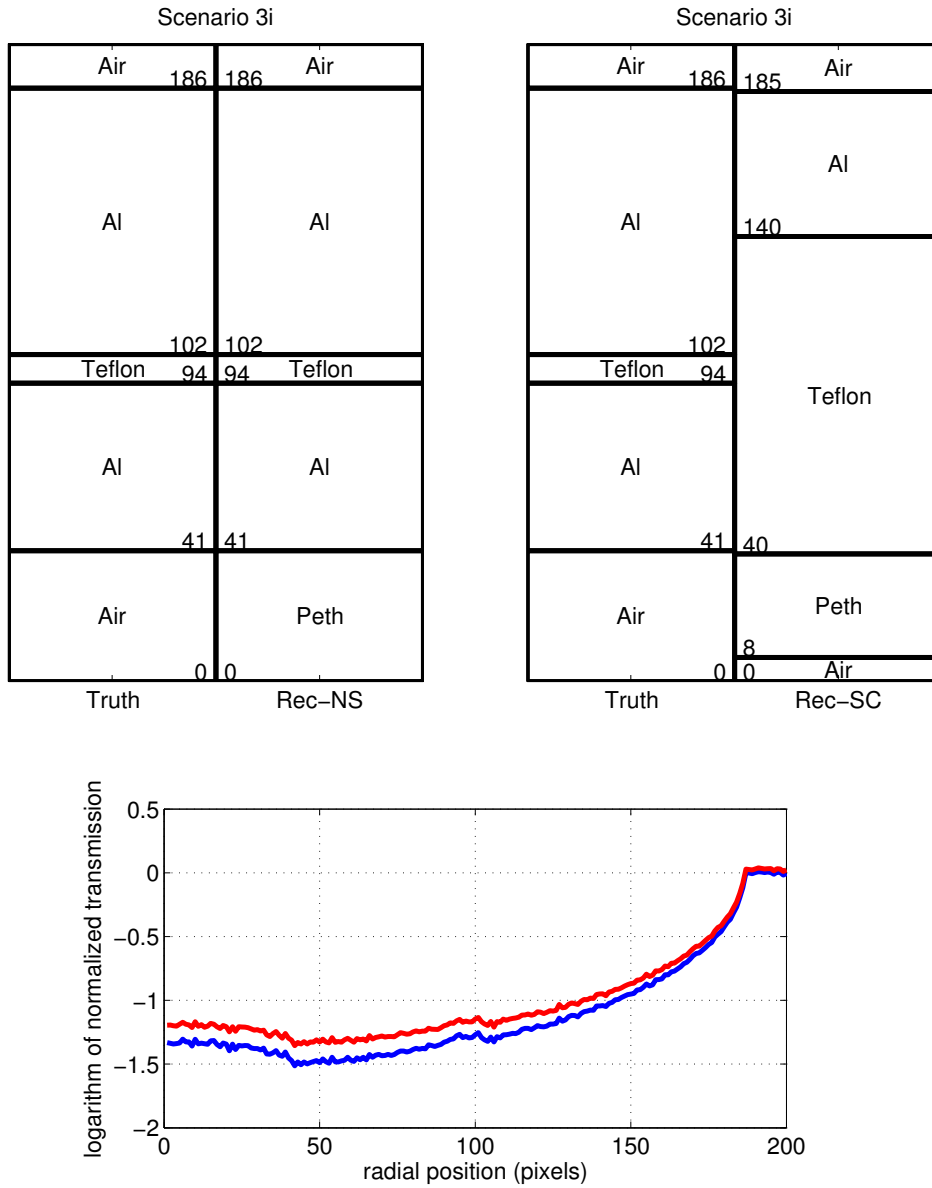 Scenario 3i
Air Air
186 186
Al Al
102 102
Teflon 94 94 Teflon
Al Al
41 41
Air Peth
0 0
Truth Rec−NS
Scenario 3i
Air Air
186 185
Al Al
140
102
Teflon 94 Teflon
Al
41 40
Air Peth
8
0 0 Air
Truth Rec−SC
logarithm of normalized transmission
0.5
0
−0.5
−1
−1.5
−2
0 50 100 150 200
radial position (pixels)